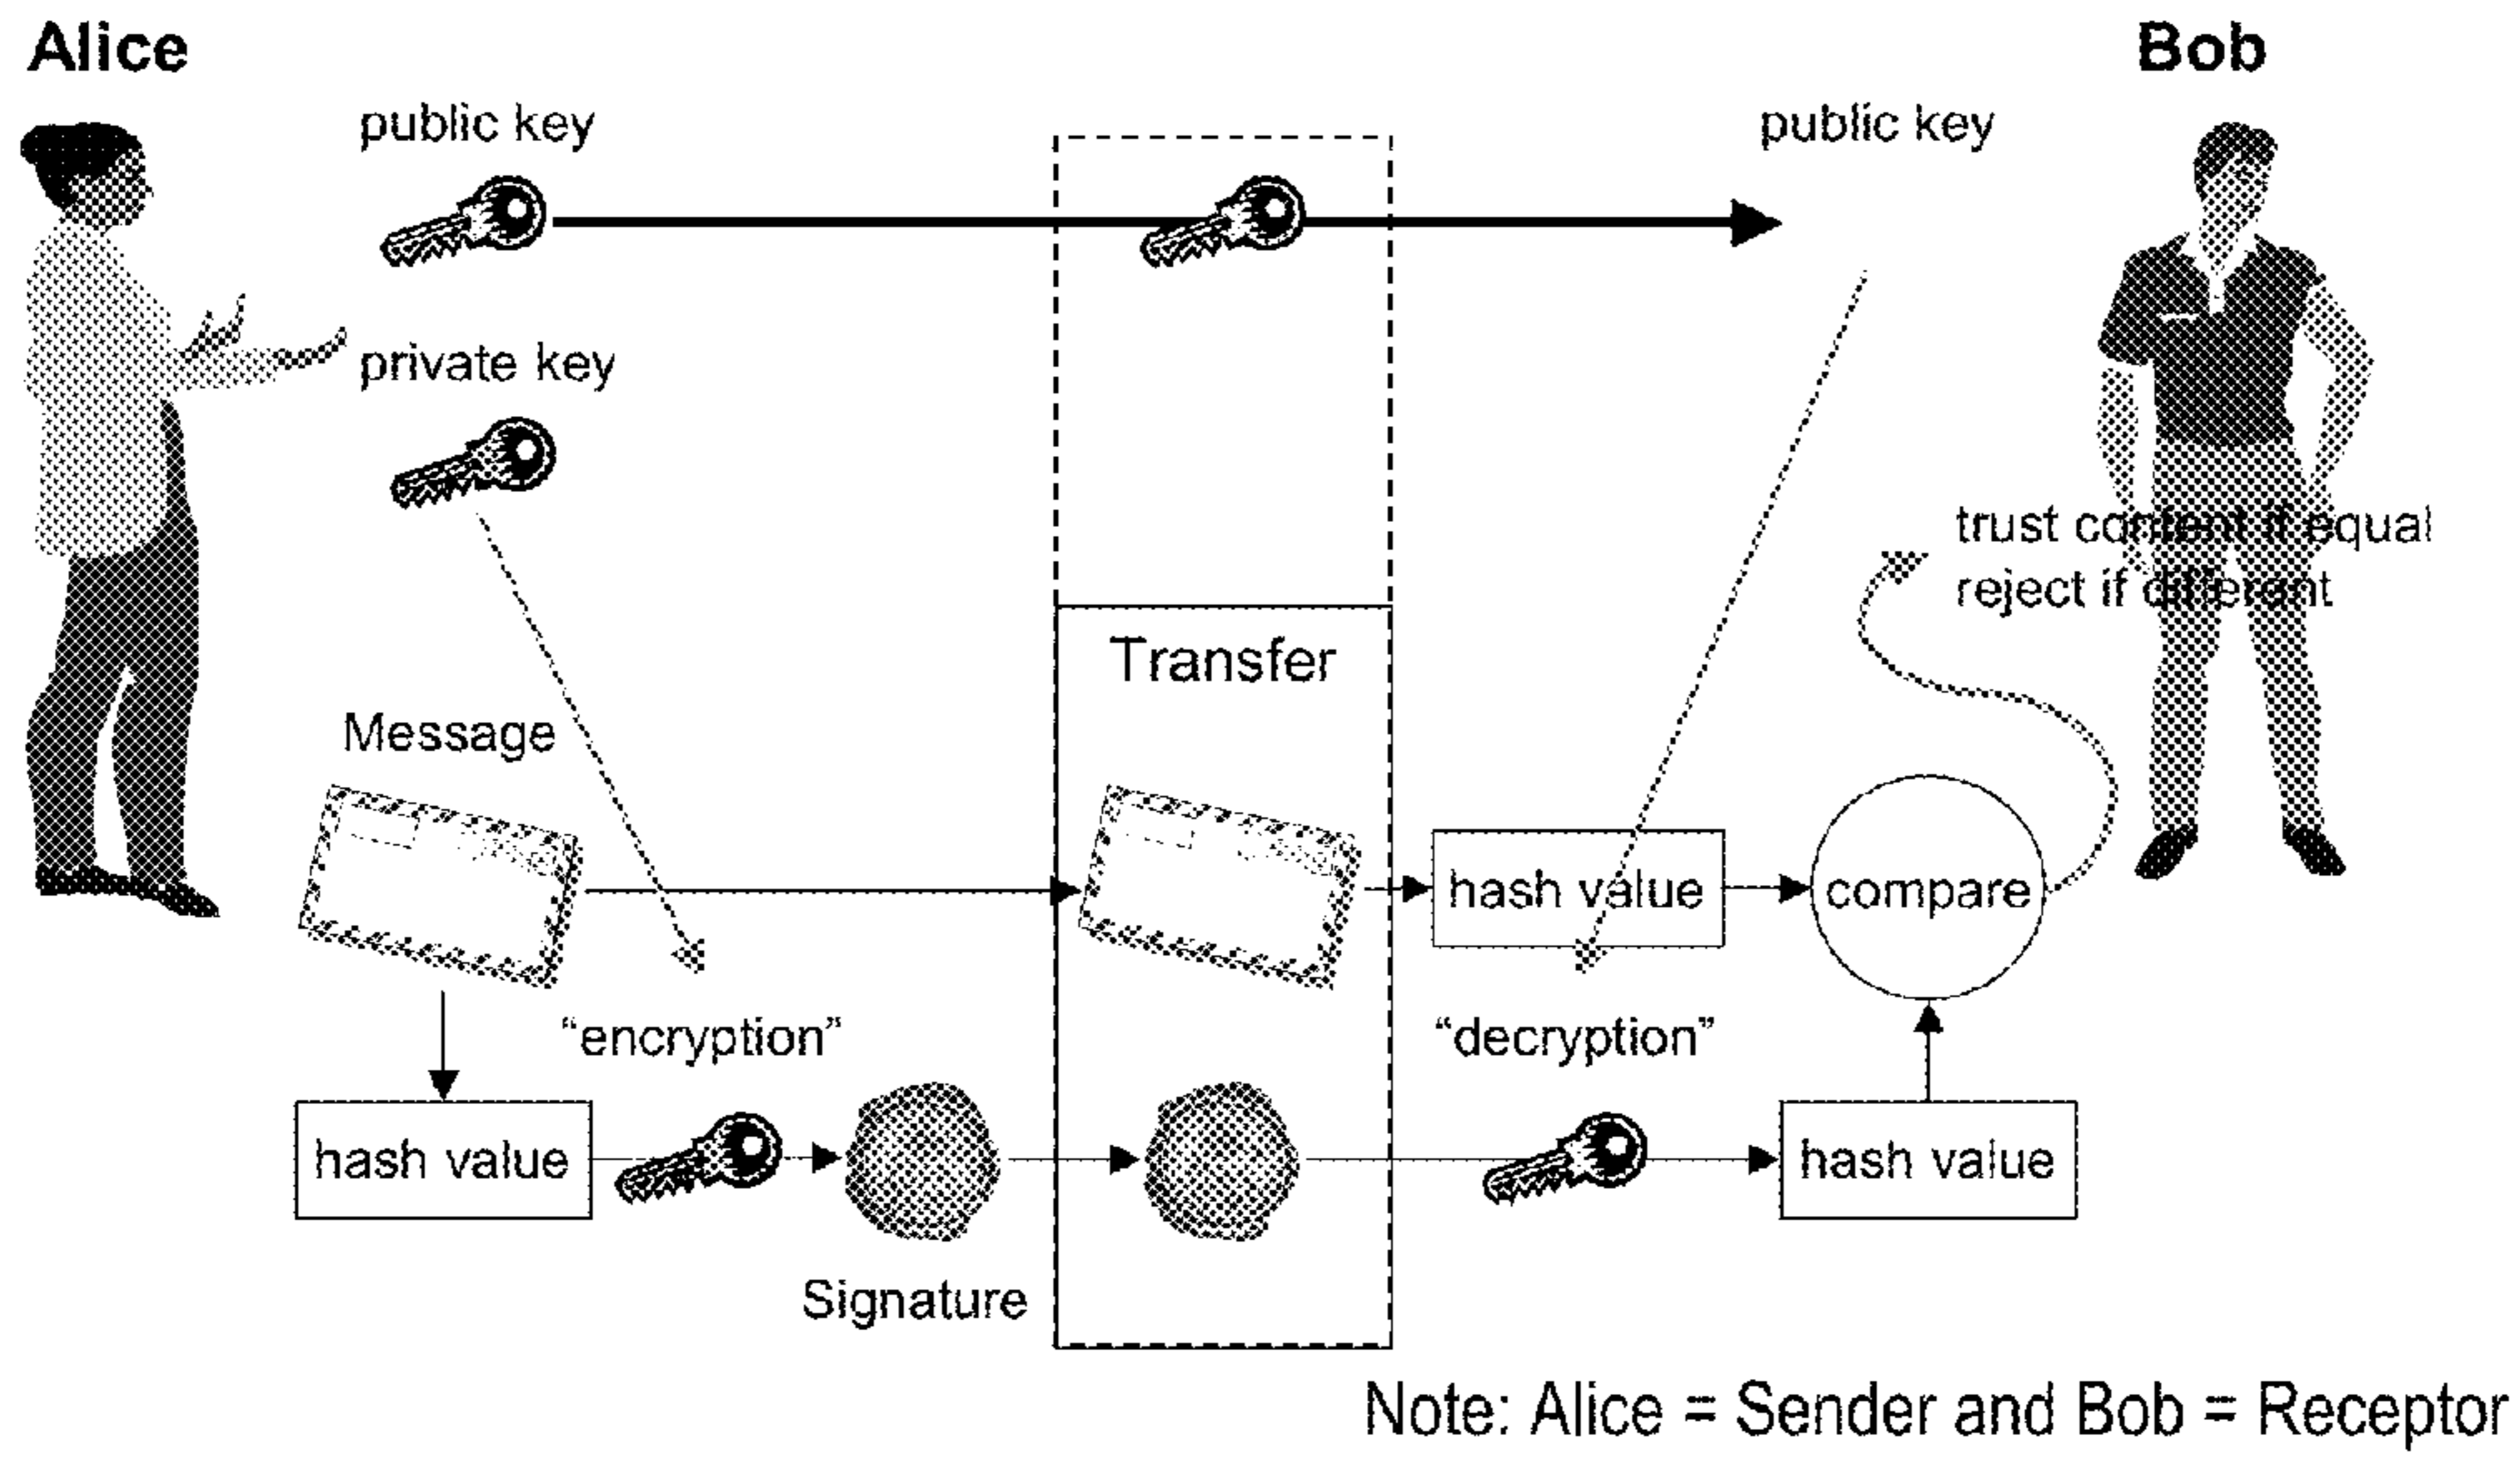 Alice
Bob
public key
public key
private key
trust content if equal
reject if different
Transfer
Message
hash value
compare
“encryption”
“decryption”
hash value
hash value
Signature
Note: Alice = Sender and Bob = Receptor